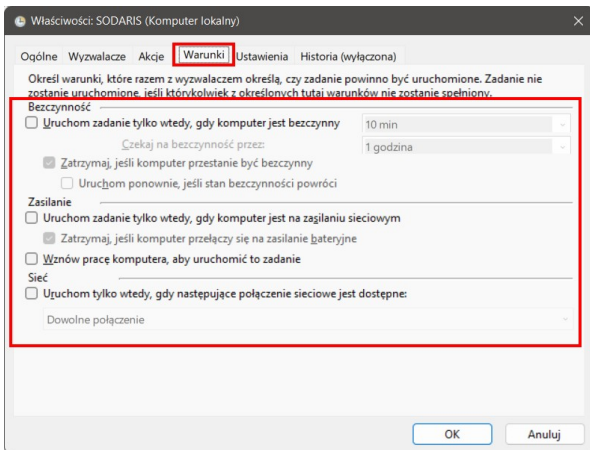 Właściwości: SODARIS (Komputer lokalny)
Ogólne Wyzwalacze Akcje Warunki Ustawienia Historia (wyłączona)
Określ warunki, które razem z wyzwalaczem określą, czy zadanie powinno być uruchomione. Zadanie nie
zostanie uruchomione, jeśli którykolwiek z określonych tutaj warunków nie zostanie spełniony.
Bezczynność
Uruchom zadanie tylko wtedy, gdy komputer jest bezczynny 10 min
Czekaj na bezczynność przez: 1 godzina
Zatrzymaj, jeśli komputer przestanie być bezczynny
Uruchom ponownie, jeśli stan bezczynności powróci
Zasilanie
Uruchom zadanie tylko wtedy, gdy komputer jest na zasilaniu sieciowym
Zatrzymaj, jeśli komputer przełączy się na zasilanie bateryjne
Wznów pracę komputera, aby uruchomić to zadanie
Sieć
Uruchom tylko wtedy, gdy następujące połączenie sieciowe jest dostępne:
Dowolne połączenie
OK Anuluj